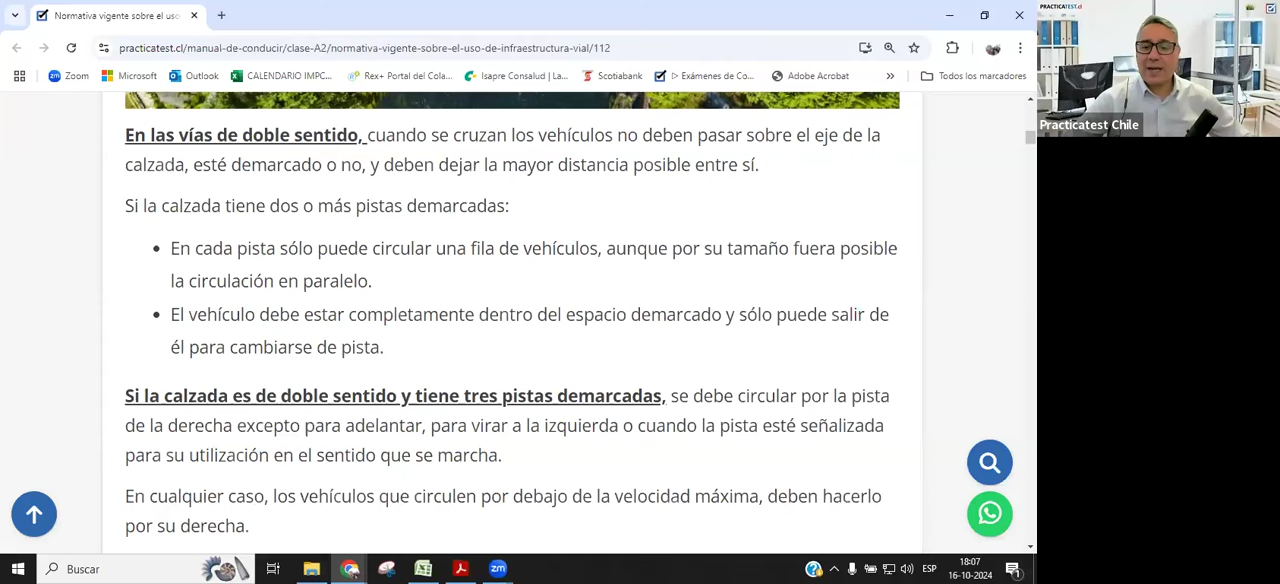 Normativa vigente sobre el uso
PRACTICATEST.cl
practicatest.cl/manual-de-conducir/clase-A2/normativa-vigente-sobre-el-uso-de-infraestructura-vial/112
Zoom
Microsoft
Outlook
CALENDARIO IMPC...
Rex+ Portal del Cola...
Isapre Consalud | La...
Scotiabank
▷ Exámenes de Co...
Adobe Acrobat
»
Todos los marcadores
Practicatest Chile
En las vías de doble sentido, cuando se cruzan los vehículos no deben pasar sobre el eje de la
calzada, esté demarcado o no, y deben dejar la mayor distancia posible entre sí.
Si la calzada tiene dos o más pistas demarcadas:
• En cada pista sólo puede circular una fila de vehículos, aunque por su tamaño fuera posible
la circulación en paralelo.
• El vehículo debe estar completamente dentro del espacio demarcado y sólo puede salir de
él para cambiarse de pista.
Si la calzada es de doble sentido y tiene tres pistas demarcadas, se debe circular por la pista
de la derecha excepto para adelantar, para virar a la izquierda o cuando la pista esté señalizada
para su utilización en el sentido que se marcha.
En cualquier caso, los vehículos que circulen por debajo de la velocidad máxima, deben hacerlo
por su derecha.
Buscar
ESP
18:07
16-10-2024
1